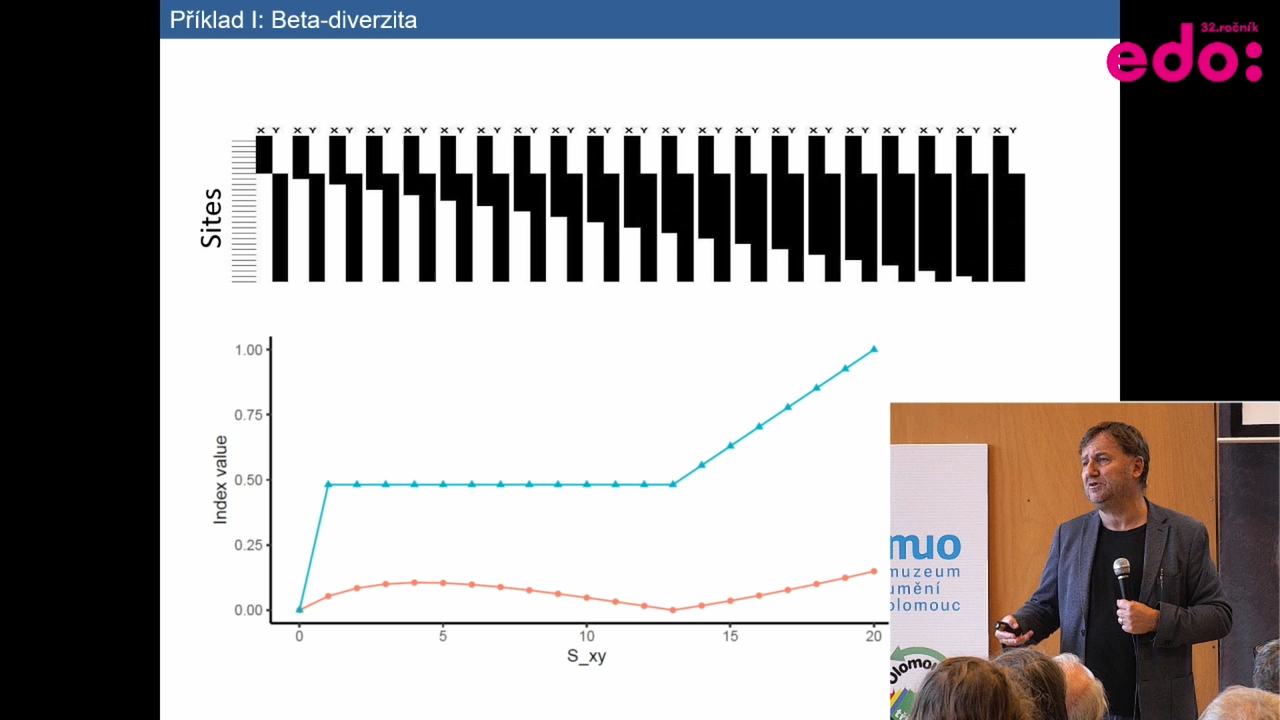 Příklad I: Beta-diverzita
32.ročník
edo:
X Y X Y X Y X Y X Y X Y X Y X Y X Y X Y X Y X Y X Y X Y X Y X Y X Y X Y X Y X Y X Y
Sites
1.00
0.75
0.50
0.25
0.00
Index value
0 5 10 15 20
S_xy
muo
muzeum
umění
olomouc
Olomou